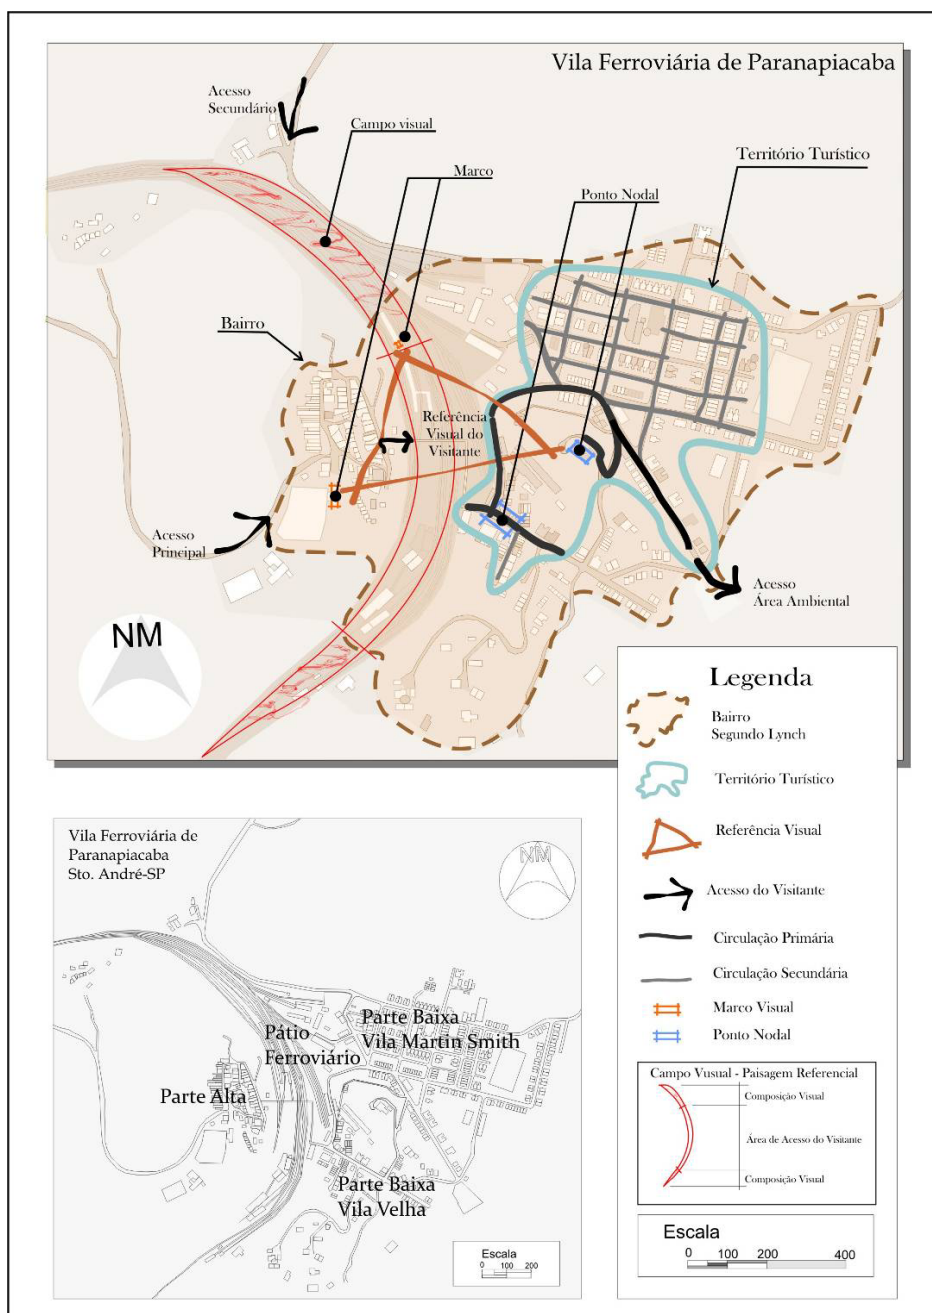 Vila Ferroviária de Paranapiacaba
Acesso
Secundário
Campo visual
Marco
Ponto Nodal
Território Turístico
Bairro
Referência
Visual do
Visitante
Acesso
Principal
Acesso
Área Ambiental
NM
Legenda
Bairro
Segundo Lynch
Território Turístico
Referência Visual
Acesso do Visitante
Circulação Primária
Circulação Secundária
Marco Visual
Ponto Nodal
Campo Vusual - Paisagem Referencial
Composição Visual
Área de Acesso do Visitante
Composição Visual
Escala
0 100 200 400
Vila Ferroviária de
Paranapiacaba
Sto. André-SP
NM
Parte Baixa
Vila Martin Smith
Pátio
Ferroviário
Parte Alta
Parte Baixa
Vila Velha
Escala
0 100 200